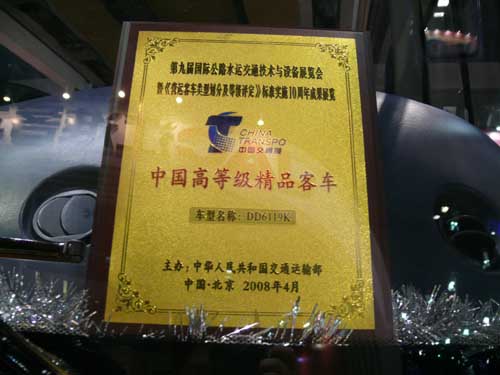 第九届国际公路水运交通技术与设备展览会
暨《营运客车类型划分及等级评定》标准实施10周年成果展览
CHINA
TRANSPO
中国交通展
中国高等级精品客车
车型名称：DD6119K
主办：中华人民共和国交通运输部
中国·北京 2008年4月